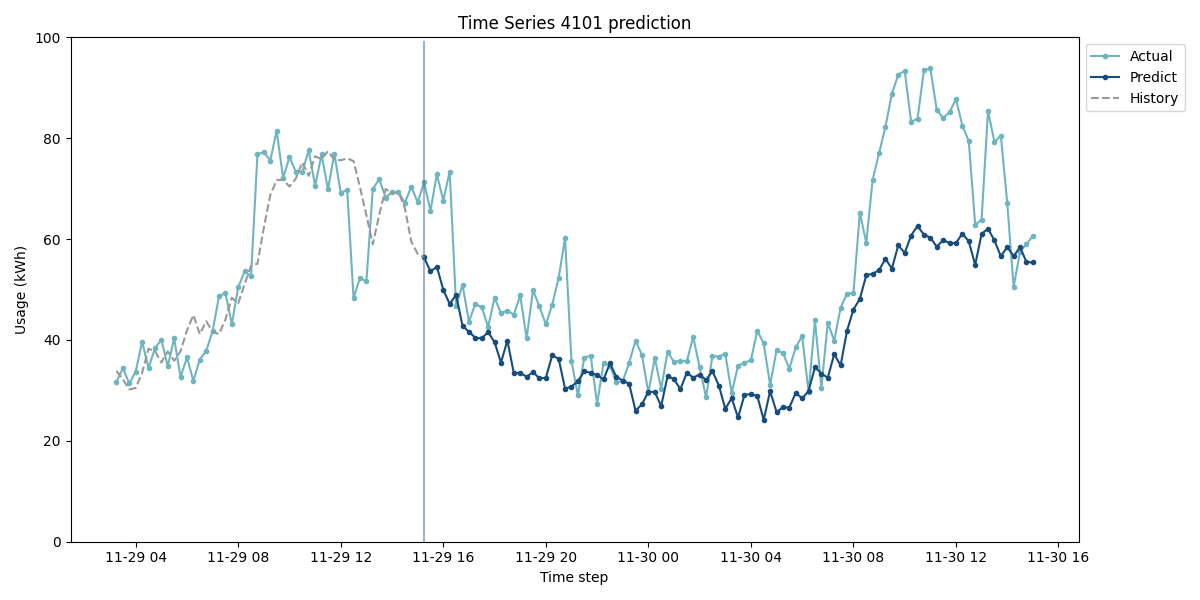 Time Series 4101 prediction
100
80
60
40
20
0
Usage (kWh)
11-29 04
11-29 08
11-29 12
11-29 16
11-29 20
11-30 00
11-30 04
11-30 08
11-30 12
11-30 16
Time step
Actual
Predict
History